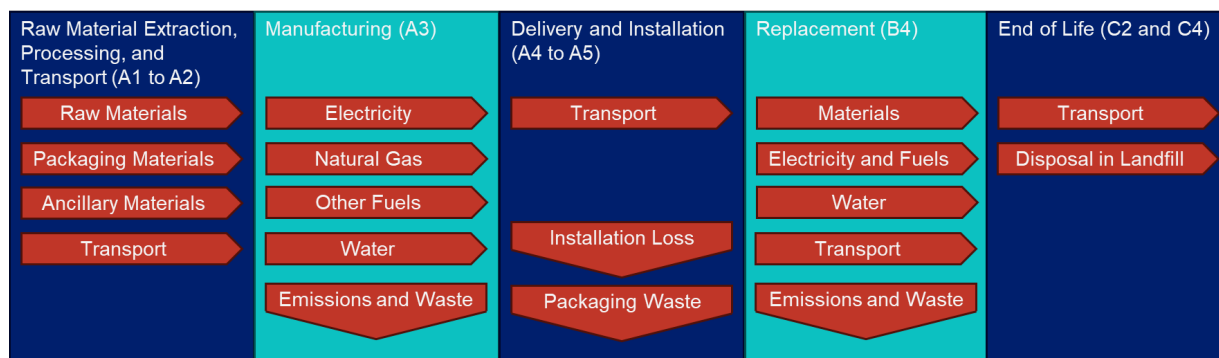 Raw Material Extraction,
Processing, and
Transport (A1 to A2)
Raw Materials
Packaging Materials
Ancillary Materials
Transport
Manufacturing (A3)
Electricity
Natural Gas
Other Fuels
Water
Emissions and Waste
Delivery and Installation
(A4 to A5)
Transport
Installation Loss
Packaging Waste
Replacement (B4)
Materials
Electricity and Fuels
Water
Transport
Emissions and Waste
End of Life (C2 and C4)
Transport
Disposal in Landfill